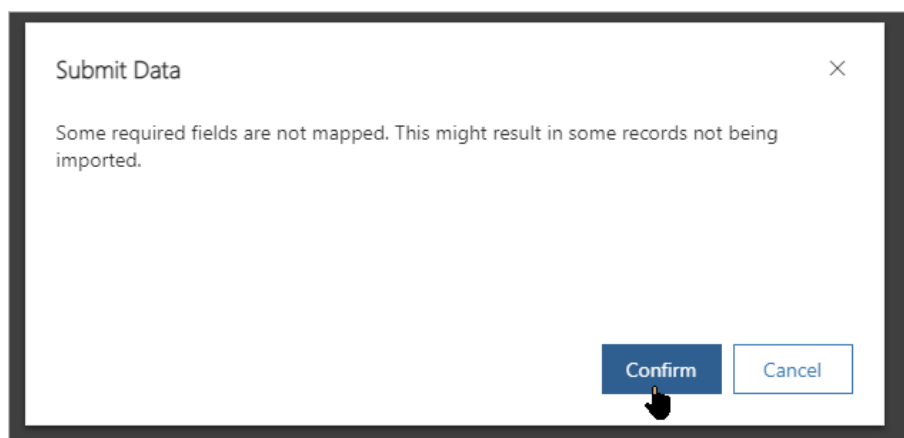 Submit Data
Some required fields are not mapped. This might result in some records not being
imported.
Confirm
Cancel